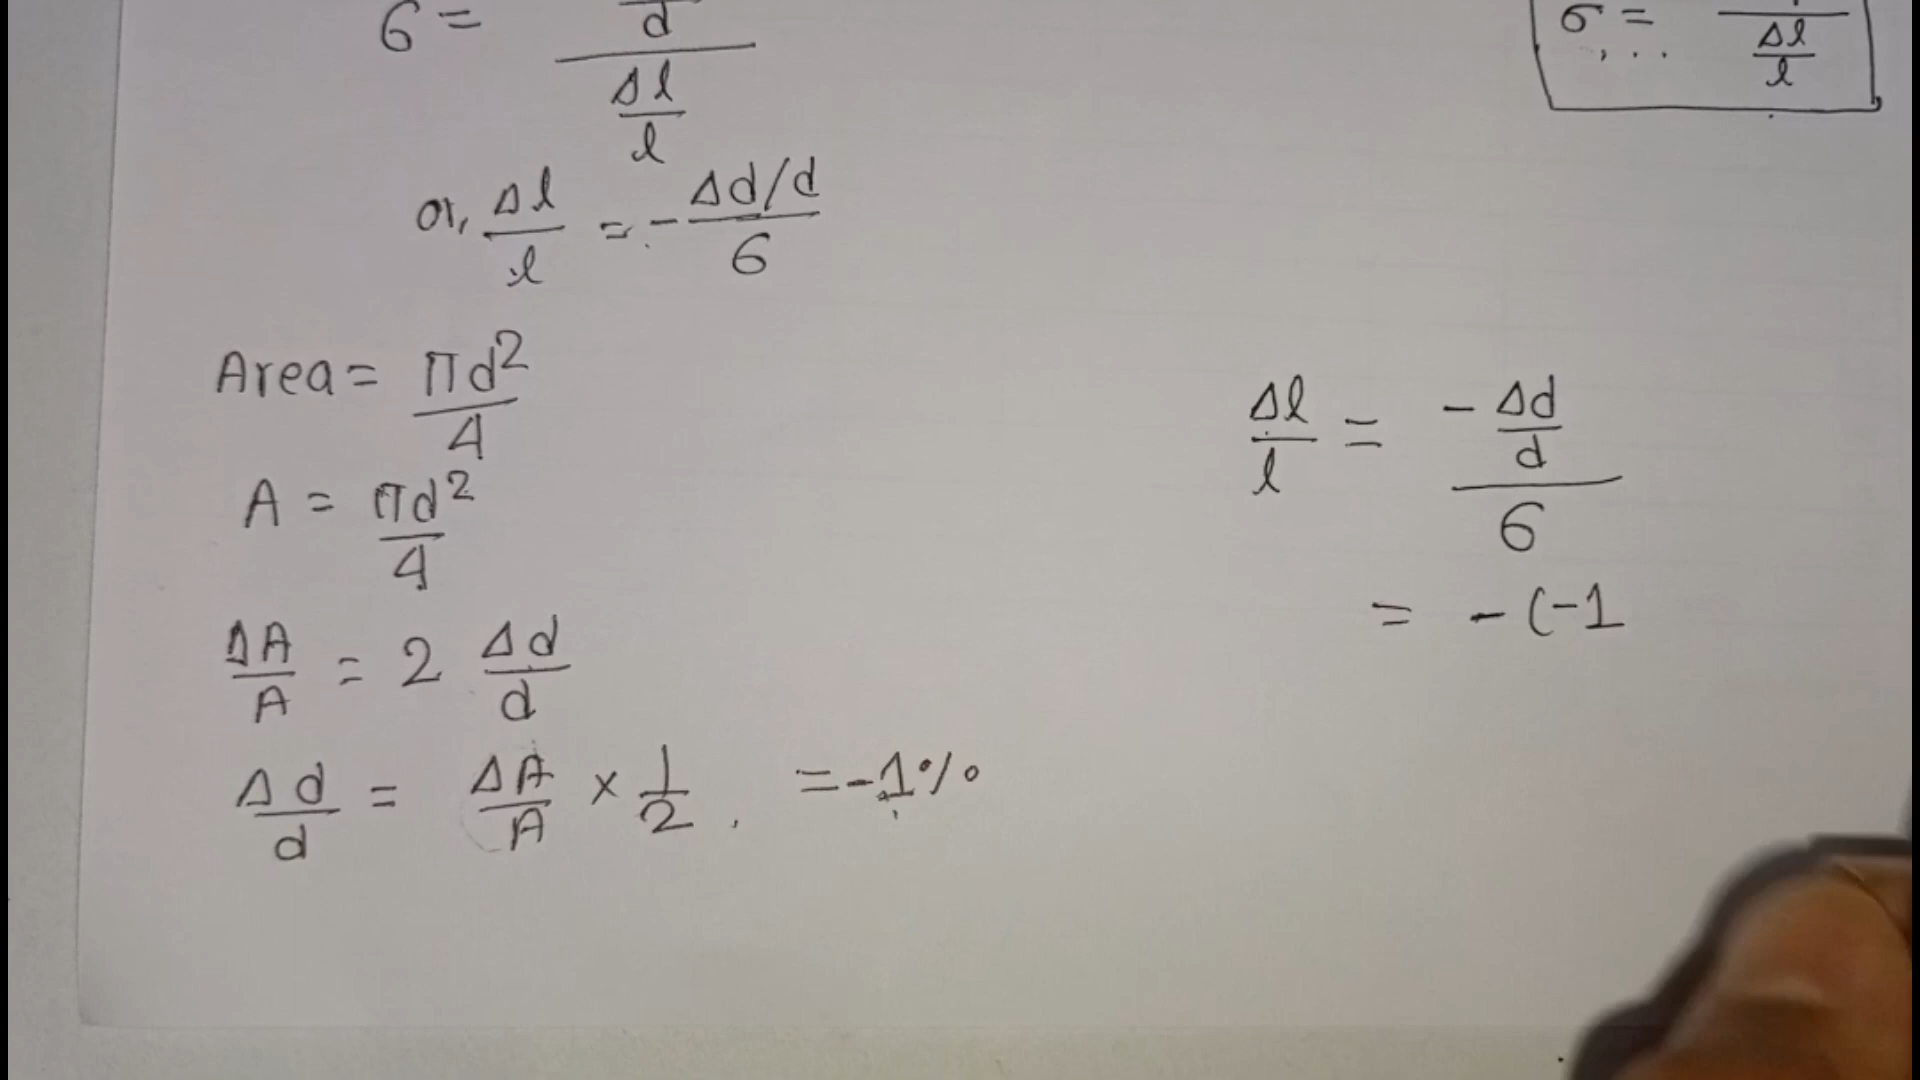 6 = d
Δl
l
σ = Δl
l
or, Δl/l = - Δd/d / 6
Area = πd²/4
A = πd²/4
ΔA/A = 2 Δd/d
Δd/d = ΔA/A × 1/2 = -1%
Δl/l = - Δd/d / 6
= - (-1